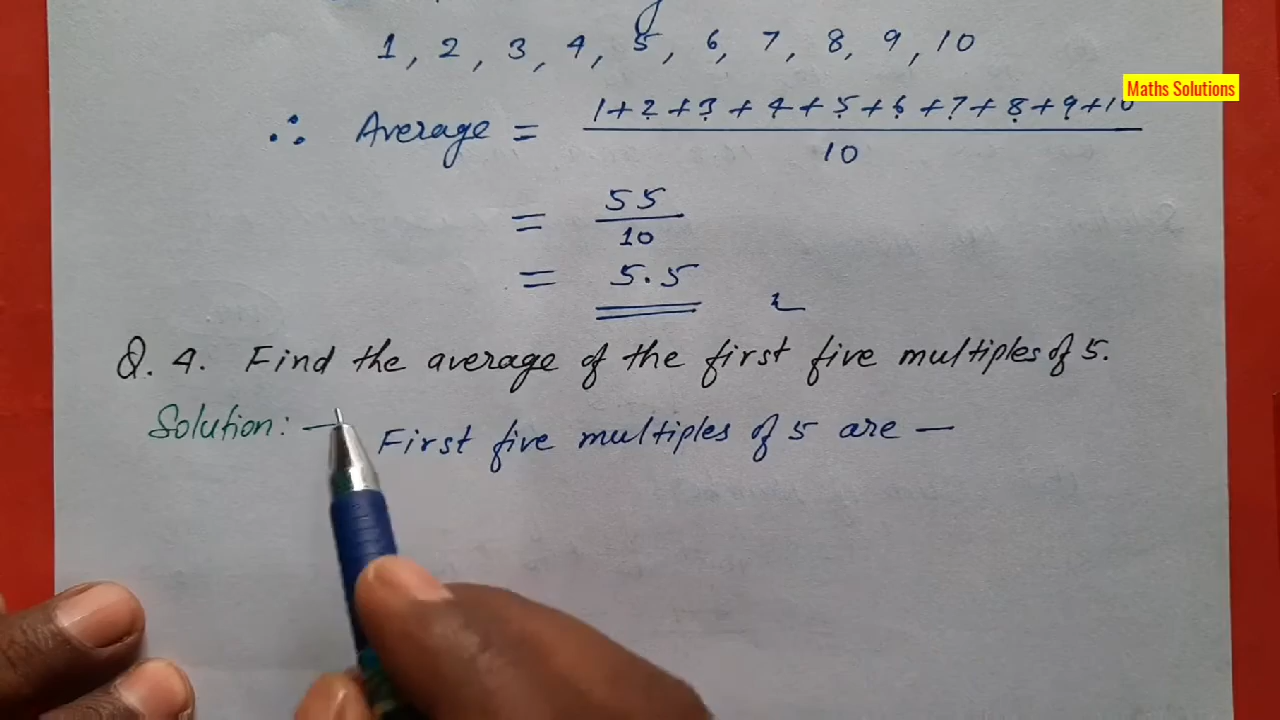 1, 2, 3, 4, 5, 6, 7, 8, 9, 10
Maths Solutions
∴ Average = 1+2+3+4+5+6+7+8+9+10 / 10
= 55 / 10
= 5.5
Q. 4. Find the average of the first five multiples of 5.
Solution: — First five multiples of 5 are —